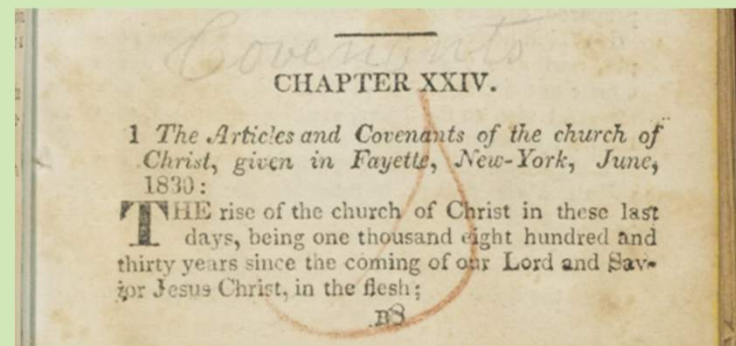 Covenants
CHAPTER XXIV.
1 The Articles and Covenants of the church of
Christ, given in Fayette, New-York, June,
1830:
THE rise of the church of Christ in these last
days, being one thousand eight hundred and
thirty years since the coming of our Lord and Sav-
ior Jesus Christ, in the flesh;